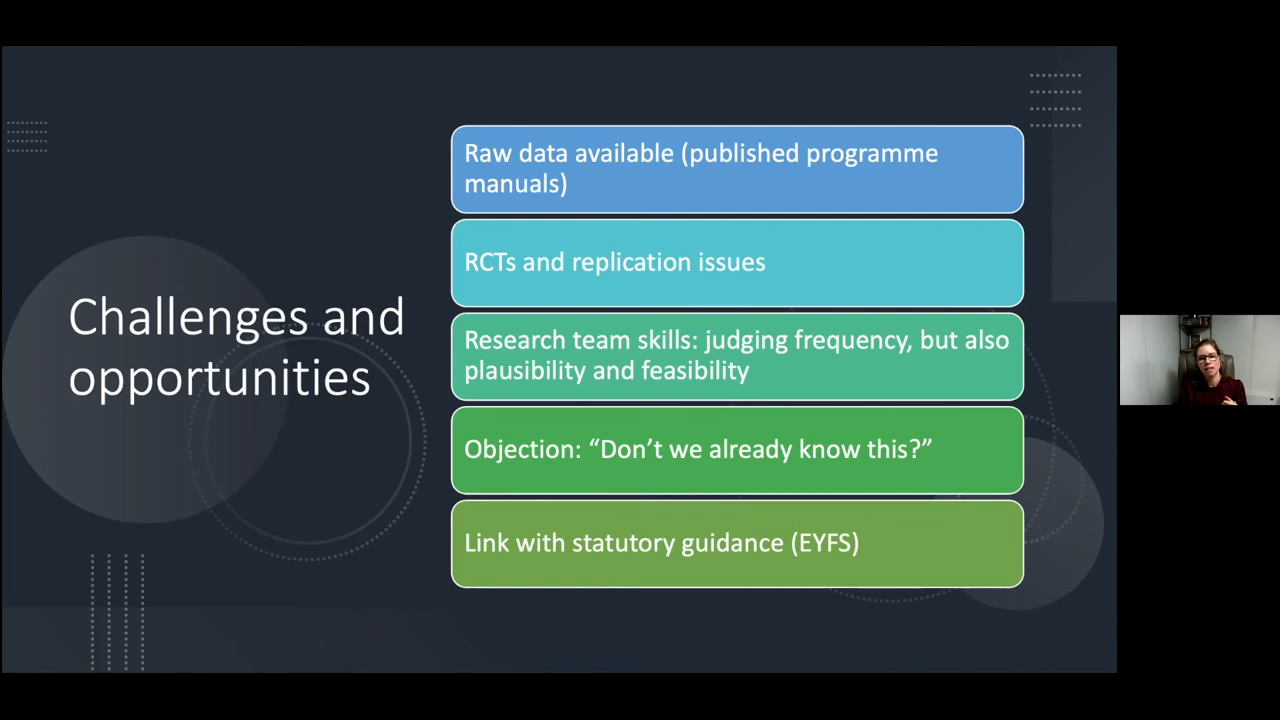 Challenges and
opportunities
Raw data available (published programme
manuals)
RCTs and replication issues
Research team skills: judging frequency, but also
plausibility and feasibility
Objection: “Don’t we already know this?”
Link with statutory guidance (EYFS)